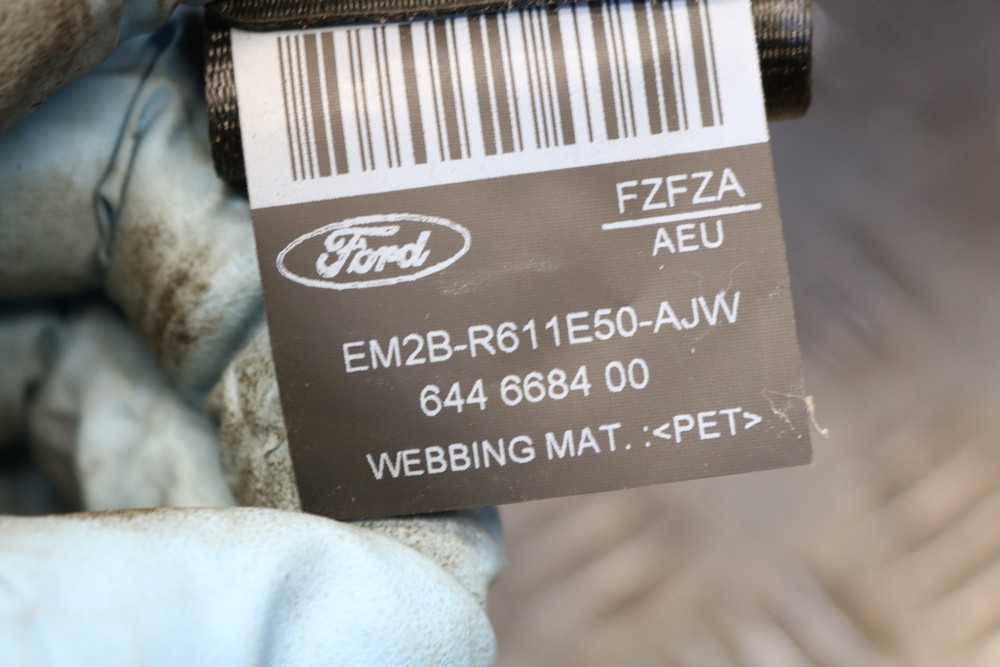 FZFZA
Ford
AEU
EM2B-R611E50-AJW
644 6684 00
WEBBING MAT. :<PET>